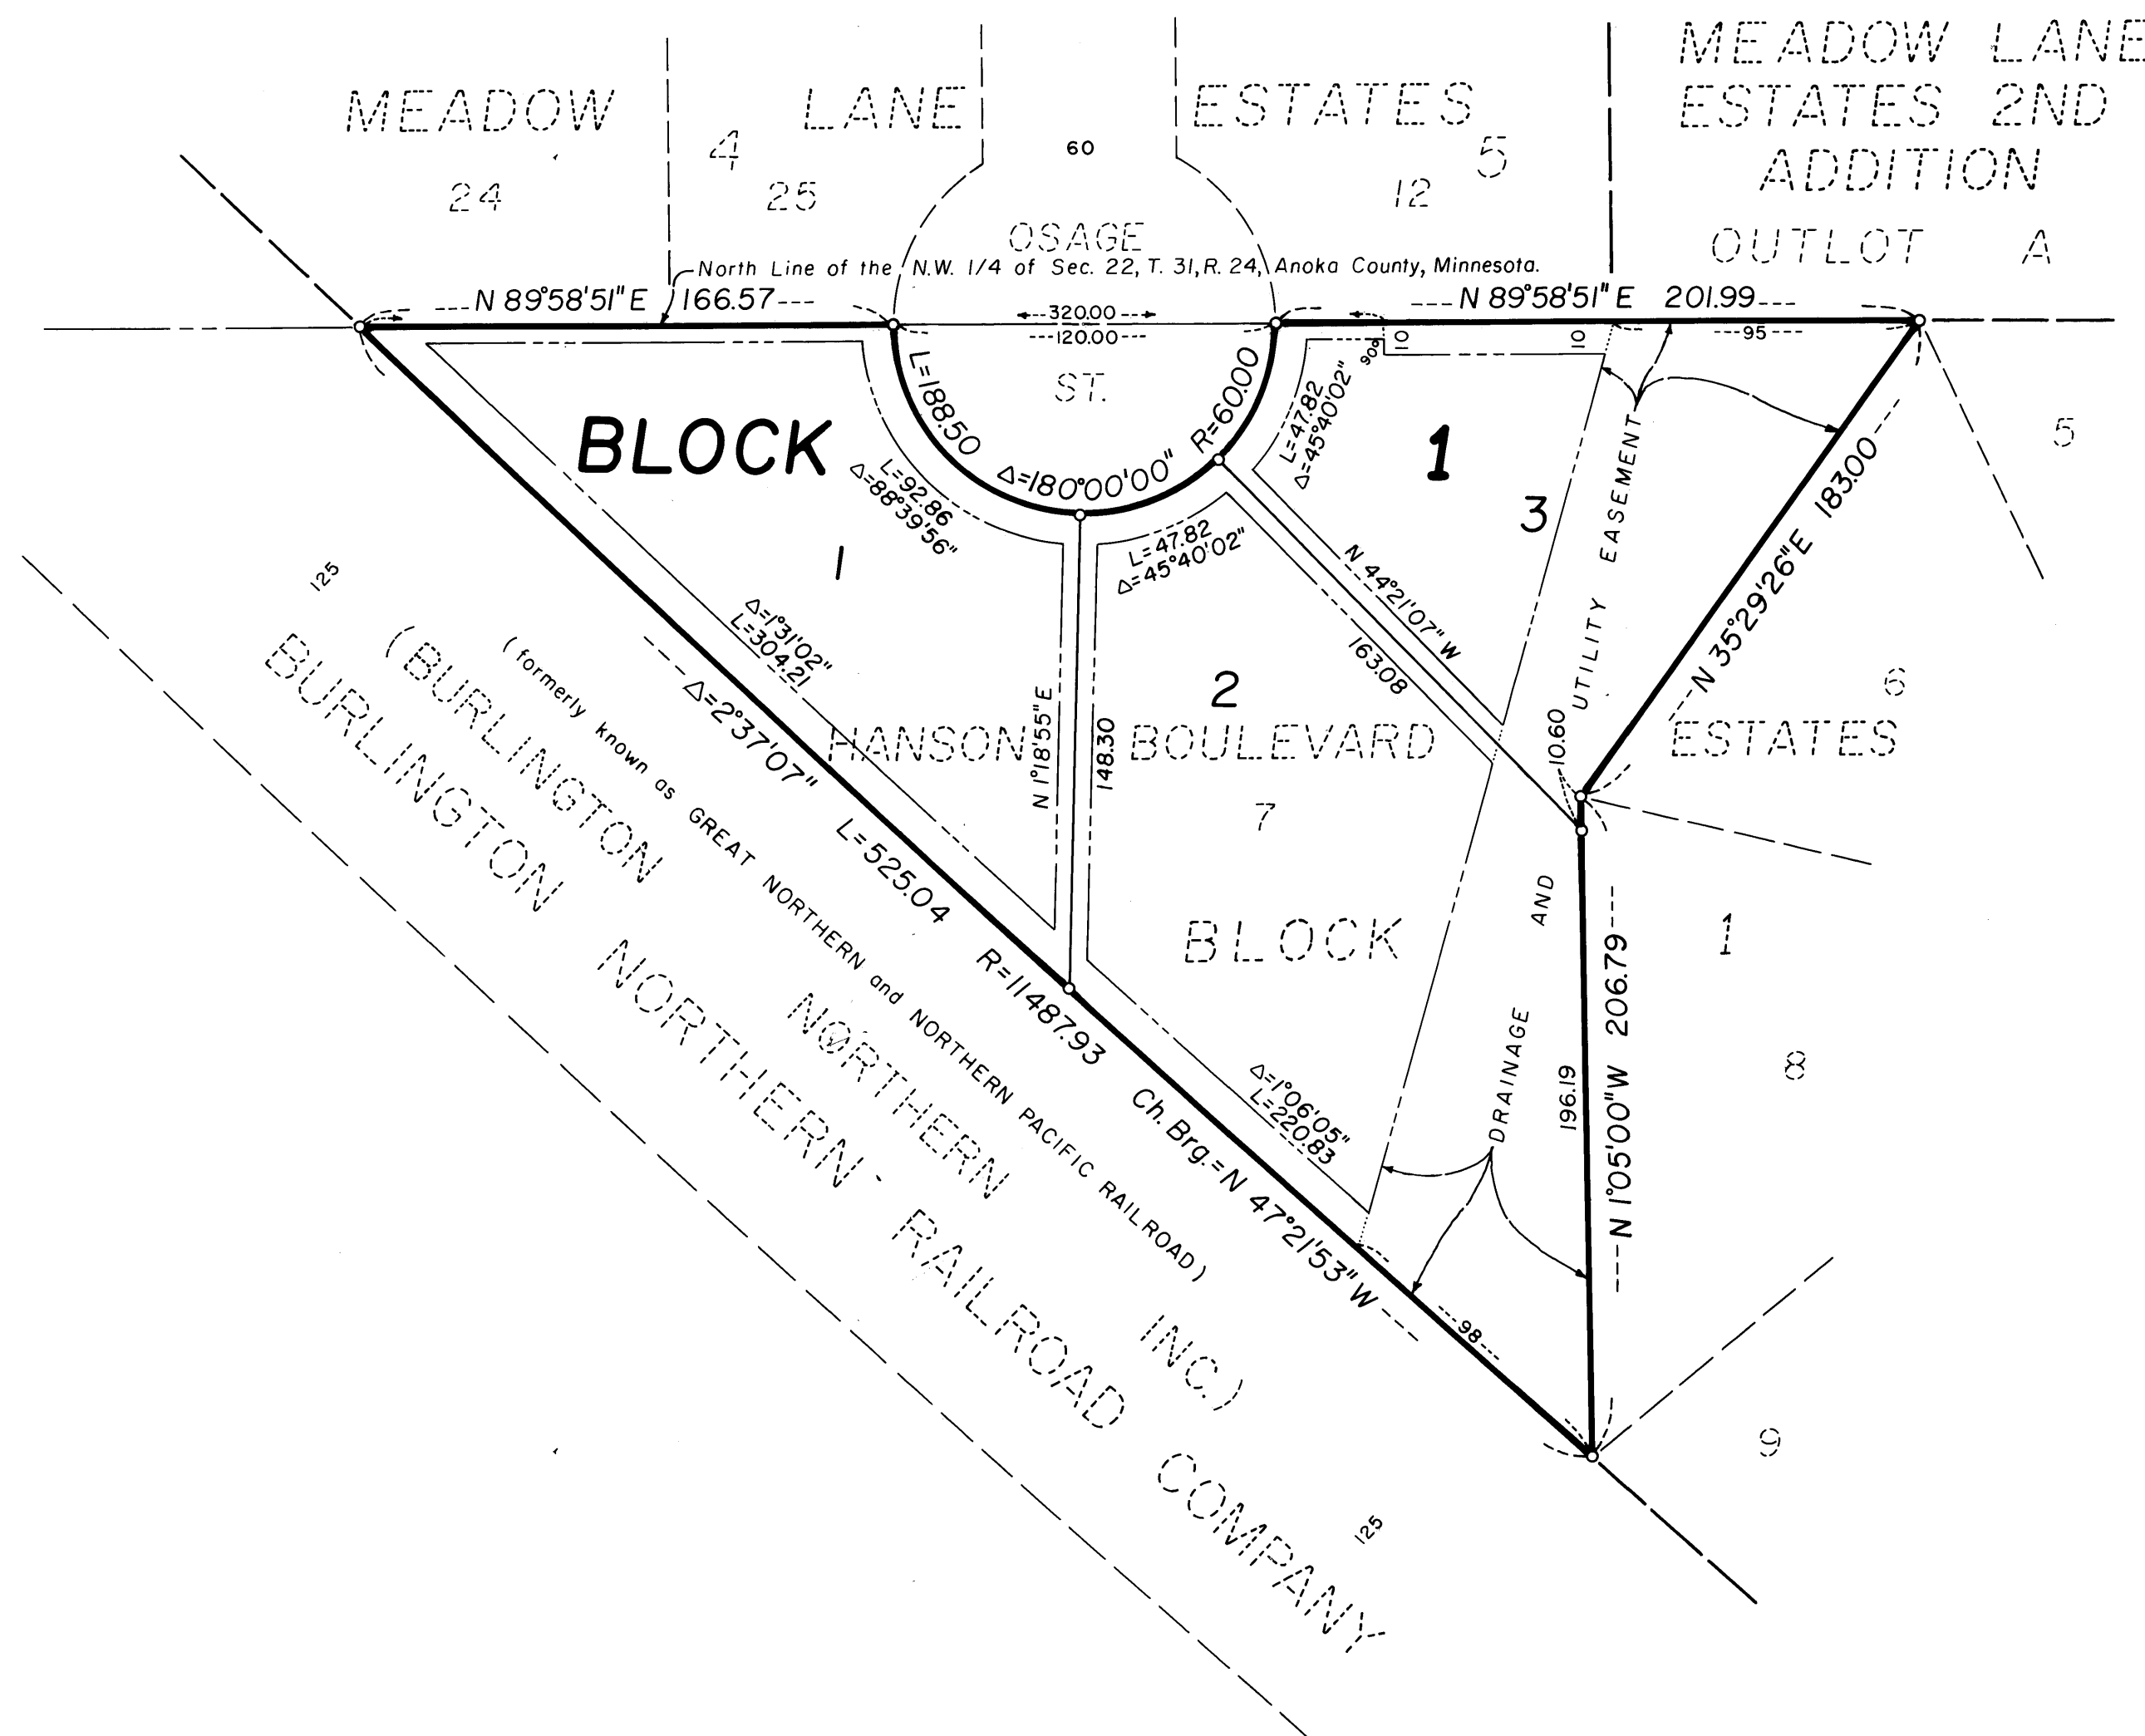 MEADOW LANE ESTATES
MEADOW LANE
ESTATES 2ND
ADDITION
OUTLOT A
24
4
25
60
5
12
OSAGE
ST.
North Line of the N.W. 1/4 of Sec. 22, T. 31, R. 24, Anoka County, Minnesota.
N 89°58'51" E 166.57
320.00
120.00
N 89°58'51" E 201.99
95
10
10
90°
L=188.50
Δ=180°00'00"
R=60.00
L=47.82
Δ=45°40'02"
BLOCK 1
1
L=92.86
Δ=88°39'56"
L=47.82
Δ=45°40'02"
3
5
UTILITY EASEMENT
N 35°29'26" E 183.00
N 44°21'07" W
163.08
125
Δ=1°31'02"
L=304.21
2
6
N 1°18'55" E
148.30
10.60
HANSON BOULEVARD
ESTATES
7
BLOCK
1
8
9
AND
DRAINAGE
196.19
N 1°05'00" W 206.79
Δ=1°06'05"
L=220.83
98
Δ=2°37'07" L=525.04 R=11487.93 Ch. Brg.= N 47°21'53" W
(formerly known as GREAT NORTHERN and NORTHERN PACIFIC RAILROAD)
(BURLINGTON NORTHERN INC.)
BURLINGTON NORTHERN RAILROAD COMPANY
125